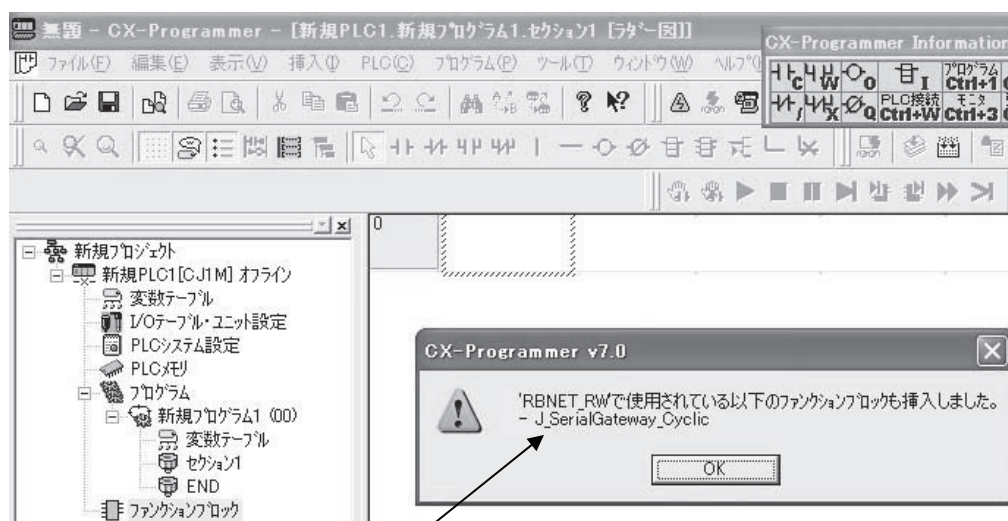 無題 - CX-Programmer - [新規PLC1.新規ﾌﾟﾛｸﾞﾗﾑ1.ｾｸｼｮﾝ1 [ﾗﾀﾞｰ図]]
ﾌｧｲﾙ(F) 編集(E) 表示(V) 挿入(I) PLC(C) ﾌﾟﾛｸﾞﾗﾑ(P) ﾂｰﾙ(T) ｳｨﾝﾄﾞｳ(W) ﾍﾙﾌﾟ(
CX-Programmer Information
C W O I ﾌﾟﾛｸﾞﾗﾑ Ctrl+1
/ X Q PLC接続 Ctrl+W ﾓﾆﾀ Ctrl+3
0
新規ﾌﾟﾛｼﾞｪｸﾄ
新規PLC1[CJ1M] ｵﾌﾗｲﾝ
変数ﾃｰﾌﾞﾙ
I/Oﾃｰﾌﾞﾙ・ﾕﾆｯﾄ設定
PLCｼｽﾃﾑ設定
PLCﾒﾓﾘ
ﾌﾟﾛｸﾞﾗﾑ
新規ﾌﾟﾛｸﾞﾗﾑ1 (00)
変数ﾃｰﾌﾞﾙ
ｾｸｼｮﾝ1
END
ﾌｧﾝｸｼｮﾝﾌﾞﾛｯｸ
CX-Programmer v7.0
'RBNET_RW'で使用されている以下のﾌｧﾝｸｼｮﾝﾌﾞﾛｯｸも挿入しました。
- J_SerialGateway_Cyclic
OK